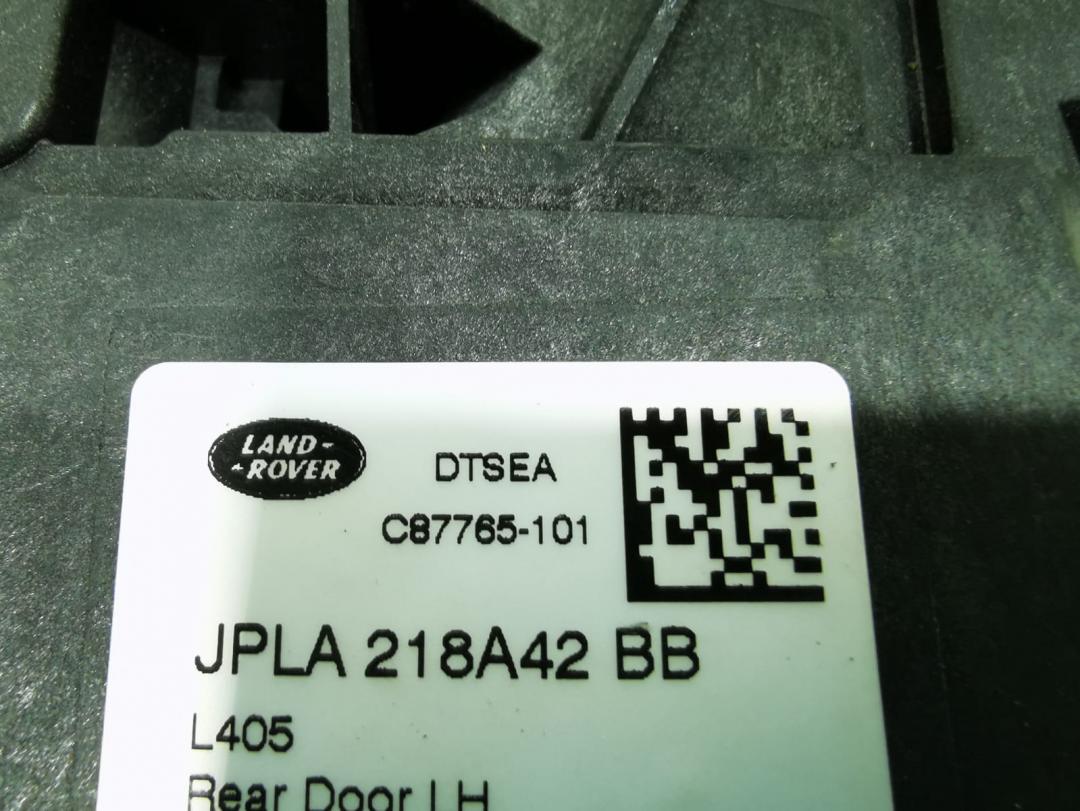 LAND-
-ROVER
DTSEA
C87765-101
JPLA 218A42 BB
L405
Rear Door LH